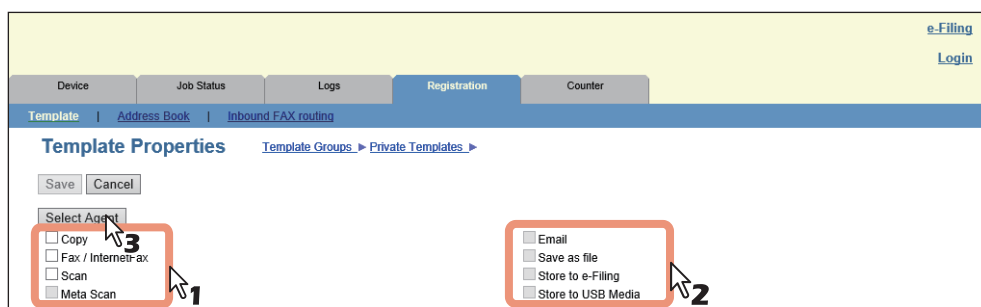 e-Filing
Login
Device Job Status Logs Registration Counter
Template | Address Book | Inbound FAX routing
Template Properties Template Groups ▶ Private Templates ▶
Save Cancel
Select Agent
3
Copy
Fax / InternetFax
Scan
Meta Scan
1
Email
Save as file
Store to e-Filing
Store to USB Media
2